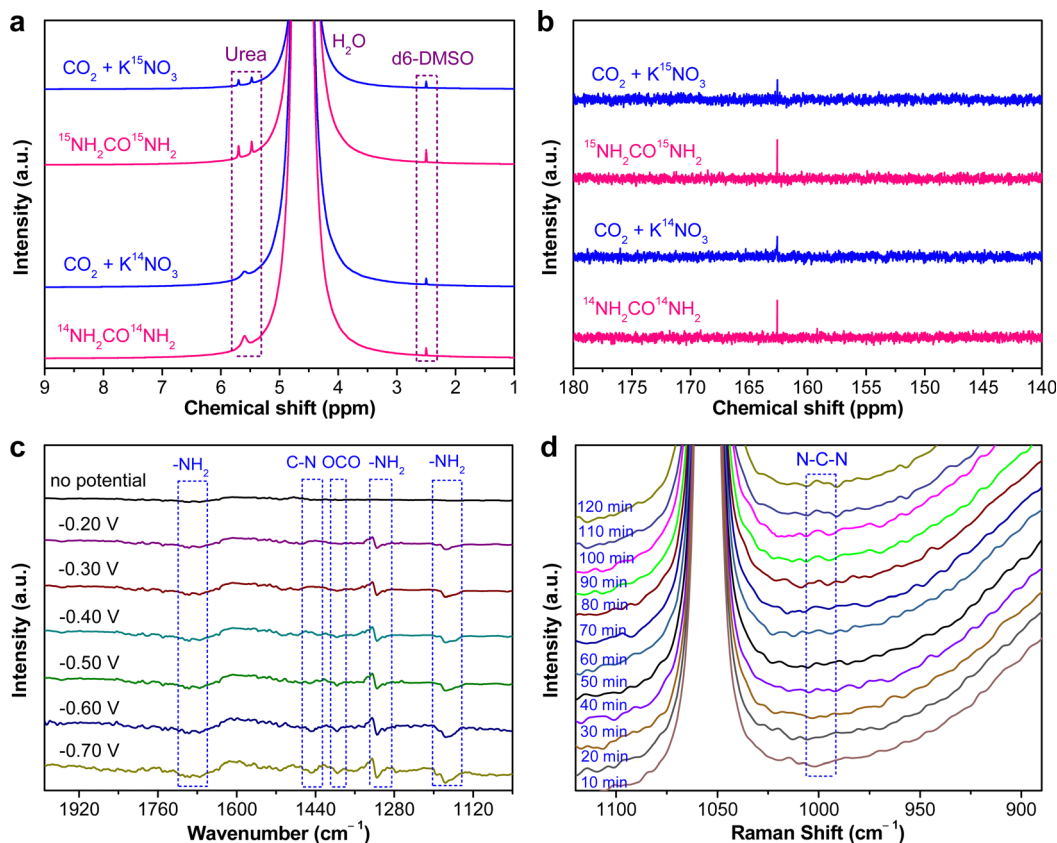 a
Urea
H₂O
d6-DMSO
CO₂ + K¹⁵NO₃
¹⁵NH₂CO¹⁵NH₂
CO₂ + K¹⁴NO₃
¹⁴NH₂CO¹⁴NH₂
Intensity (a.u.)
9 8 7 6 5 4 3 2 1
Chemical shift (ppm)
b
CO₂ + K¹⁵NO₃
¹⁵NH₂CO¹⁵NH₂
CO₂ + K¹⁴NO₃
¹⁴NH₂CO¹⁴NH₂
Intensity (a.u.)
180 175 170 165 160 155 150 145 140
Chemical shift (ppm)
c
-NH₂ C-N OCO -NH₂ -NH₂
no potential
-0.20 V
-0.30 V
-0.40 V
-0.50 V
-0.60 V
-0.70 V
Intensity (a.u.)
1920 1760 1600 1440 1280 1120
Wavenumber (cm⁻¹)
d
N-C-N
120 min
110 min
100 min
90 min
80 min
70 min
60 min
50 min
40 min
30 min
20 min
10 min
Intensity (a.u.)
1100 1050 1000 950 900
Raman Shift (cm⁻¹)